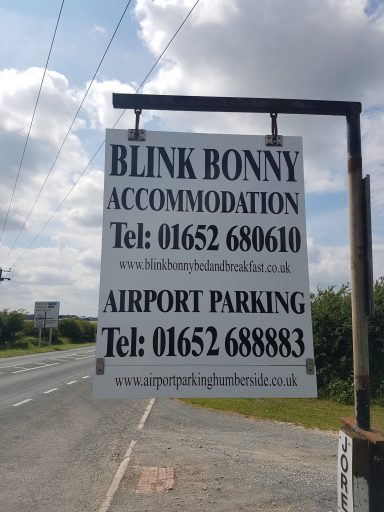 BLINK BONNY
ACCOMMODATION
Tel: 01652 680610
www.blinkbonnybedandbreakfast.co.uk
AIRPORT PARKING
Tel: 01652 688883
www.airportparkinghumberside.co.uk